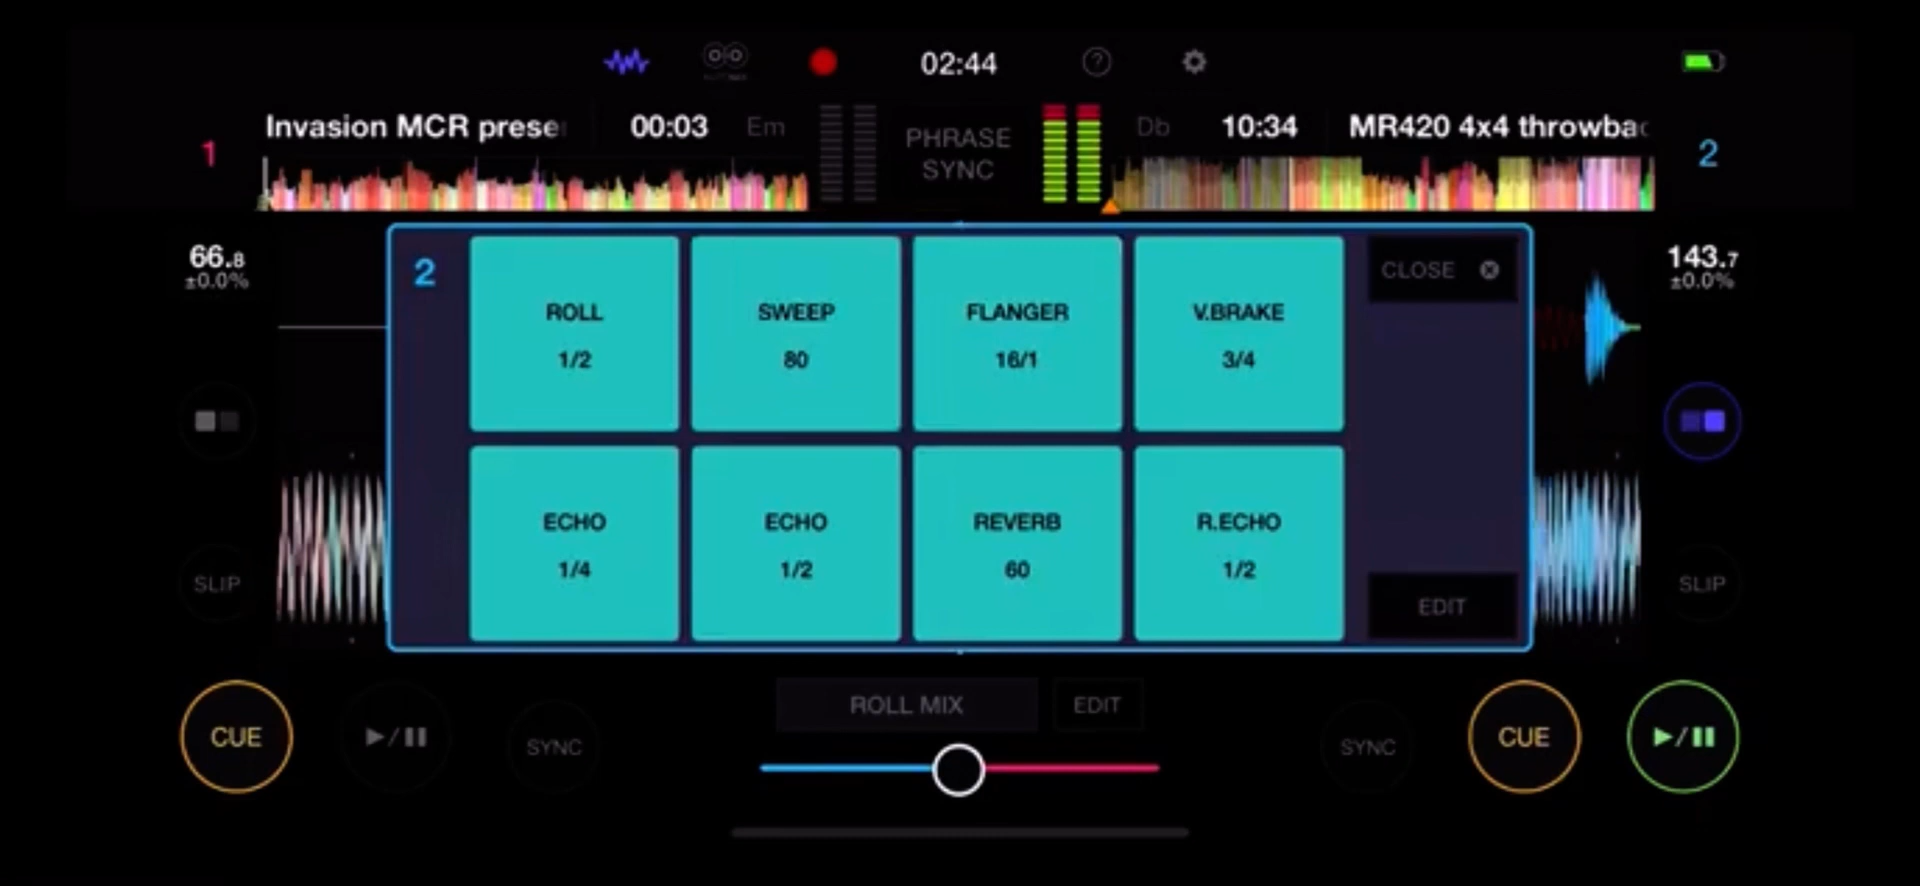 02:44
?
1
Invasion MCR prese
00:03
Em
PHRASE
SYNC
Db
10:34
MR420 4x4 throwbac
2
66.8
±0.0%
143.7
±0.0%
2
ROLL
1/2
SWEEP
80
FLANGER
16/1
V.BRAKE
3/4
CLOSE
ECHO
1/4
ECHO
1/2
REVERB
60
R.ECHO
1/2
EDIT
SLIP
SLIP
CUE
SYNC
ROLL MIX
EDIT
SYNC
CUE